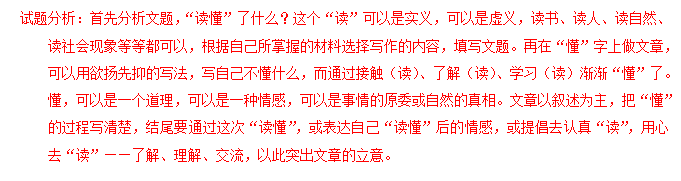 试题分析：首先分析文题，“读懂”了什么？这个“读”可以是实义，可以是虚义，读书、读人、读自然、
读社会现象等等都可以，根据自己所掌握的材料选择写作的内容，填写文题。再在“懂”字上做文章，
可以用欲扬先抑的写法，写自己不懂什么，而通过接触（读）、了解（读）、学习（读）渐渐“懂”了。
懂，可以是一个道理，可以是一种情感，可以是事情的原委或自然的真相。文章以叙述为主，把“懂”
的过程写清楚，结尾要通过这次“读懂”，或表达自己“读懂”后的情感，或提倡去认真“读”，用心
去“读”——了解、理解、交流，以此突出文章的立意。